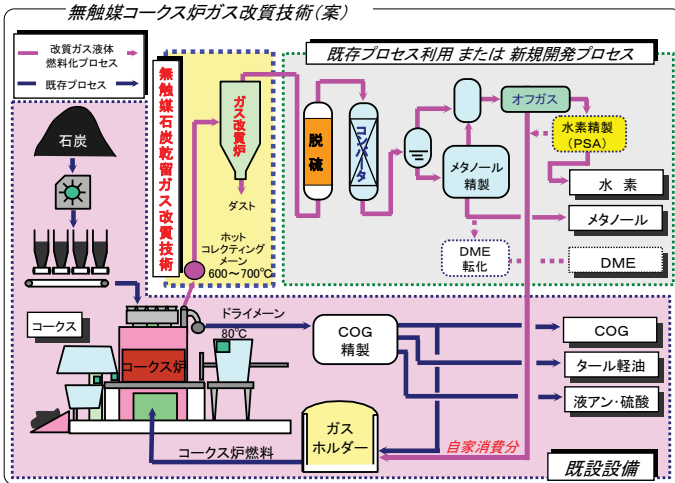 無触媒コークス炉ガス改質技術(案)
改質ガス液体
燃料化プロセス
既存プロセス
無触媒石炭乾留ガス改質技術
ガス改質炉
ダスト
ホット
コレクティング
メーン
600～700℃
既存プロセス利用 または 新規開発プロセス
脱硫
コンバータ
メタノール
精製
オフガス
水素精製
(PSA)
水 素
メタノール
DME
転化
DME
石炭
コークス
コークス炉
ドライメーン
80℃
COG
精製
COG
タール軽油
液アン・硫酸
ガス
ホルダー
コークス炉燃料
自家消費分
既設設備